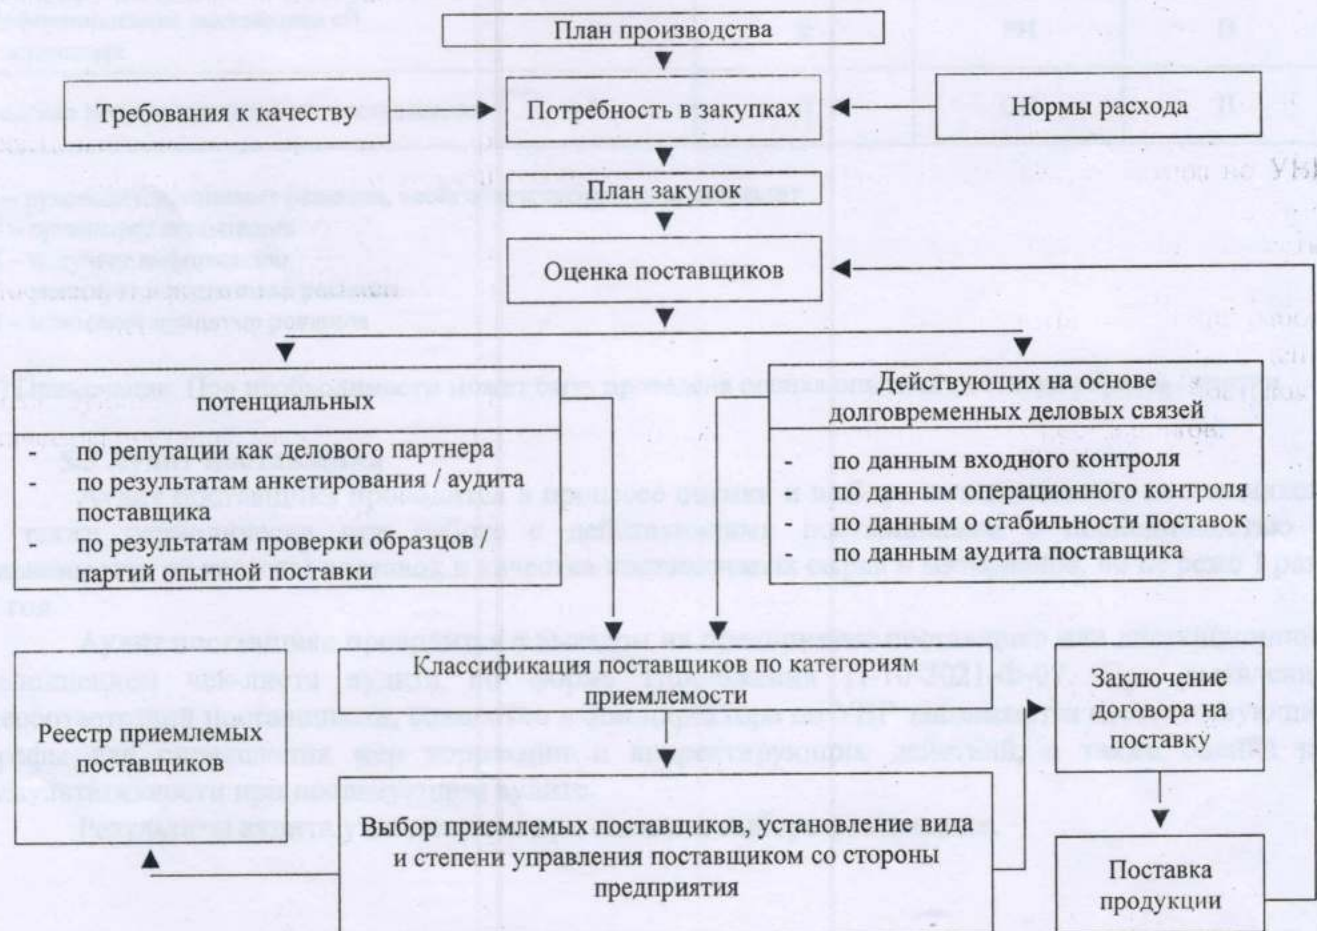 План производства
Требования к качеству
Потребность в закупках
Нормы расхода
План закупок
Оценка поставщиков
потенциальных
- по репутации как делового партнера
- по результатам анкетирования / аудита
поставщика
- по результатам проверки образцов /
партий опытной поставки
Действующих на основе
долговременных деловых связей
- по данным входного контроля
- по данным операционного контроля
- по данным о стабильности поставок
- по данным аудита поставщика
Классификация поставщиков по категориям
приемлемости
Реестр приемлемых
поставщиков
Выбор приемлемых поставщиков, установление вида
и степени управления поставщиком со стороны
предприятия
Заключение
договора на
поставку
Поставка
продукции